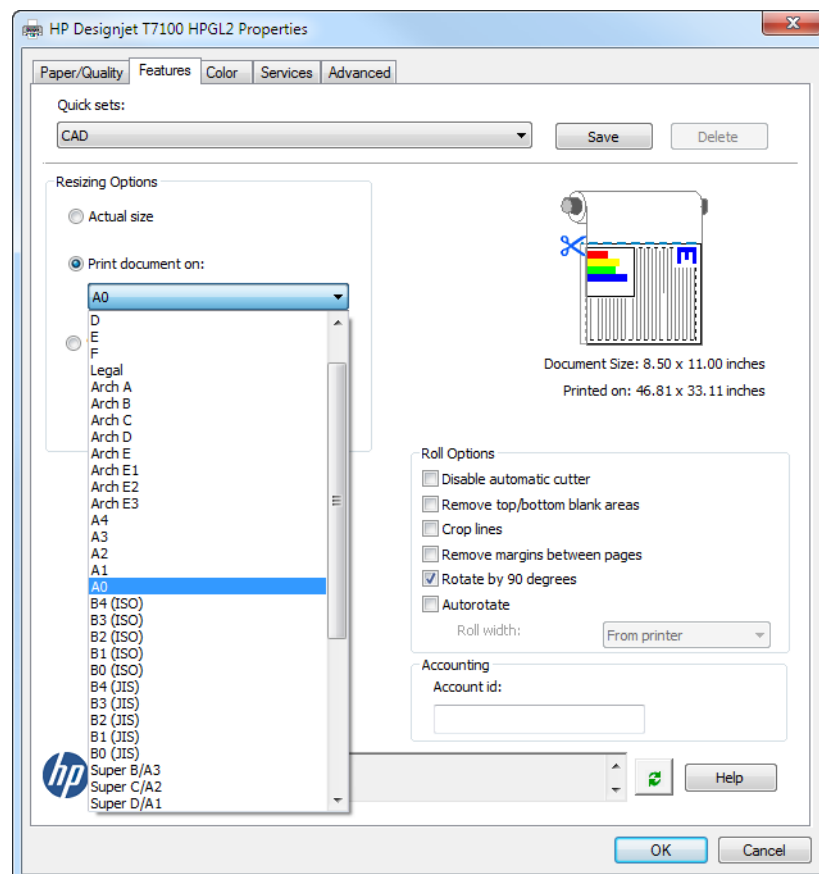 HP Designjet T7100 HPGL2 Properties
Paper/Quality Features Color Services Advanced
Quick sets:
CAD
Save Delete
Resizing Options
Actual size
Print document on:
A0
D
E
F
Legal
Arch A
Arch B
Arch C
Arch D
Arch E
Arch E1
Arch E2
Arch E3
A4
A3
A2
A1
A0
B4 (ISO)
B3 (ISO)
B2 (ISO)
B1 (ISO)
B0 (ISO)
B4 (JIS)
B3 (JIS)
B2 (JIS)
B1 (JIS)
B0 (JIS)
Super B/A3
Super C/A2
Super D/A1
E
Document Size: 8.50 x 11.00 inches
Printed on: 46.81 x 33.11 inches
Roll Options
Disable automatic cutter
Remove top/bottom blank areas
Crop lines
Remove margins between pages
Rotate by 90 degrees
Autorotate
Roll width: From printer
Accounting
Account id:
hp
Help
OK Cancel